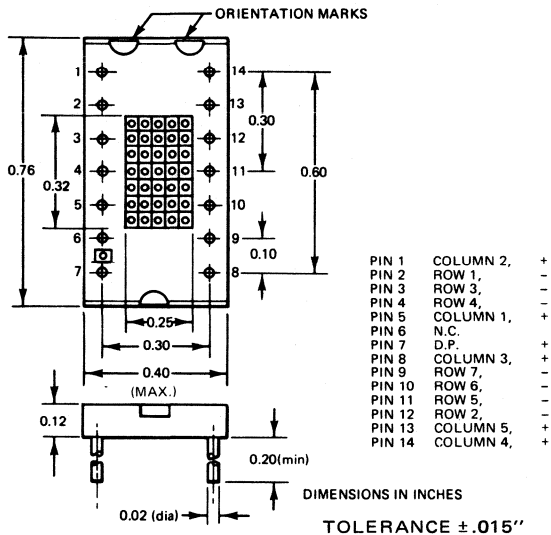 ORIENTATION MARKS
1 14
2 13
0.30
3 12
0.76 4 11 0.60
0.32
5 10
6 9
0.10
7 8
0.25
0.30
0.40
(MAX.)
0.12
0.20(min)
0.02 (dia)
PIN 1 COLUMN 2, +
PIN 2 ROW 1, −
PIN 3 ROW 3, −
PIN 4 ROW 4, −
PIN 5 COLUMN 1, +
PIN 6 N.C.
PIN 7 D.P. +
PIN 8 COLUMN 3, +
PIN 9 ROW 7, −
PIN 10 ROW 6, −
PIN 11 ROW 5, −
PIN 12 ROW 2, −
PIN 13 COLUMN 5, +
PIN 14 COLUMN 4, +
DIMENSIONS IN INCHES
TOLERANCE ±.015"